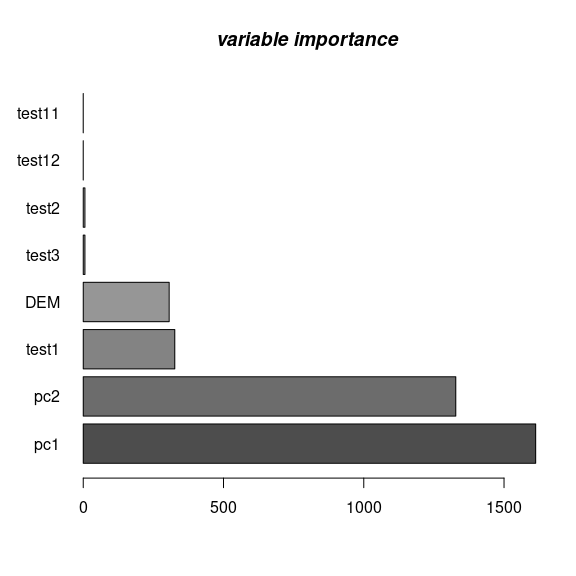 variable importance
test11
test12
test2
test3
DEM
test1
pc2
pc1
0 500 1000 1500